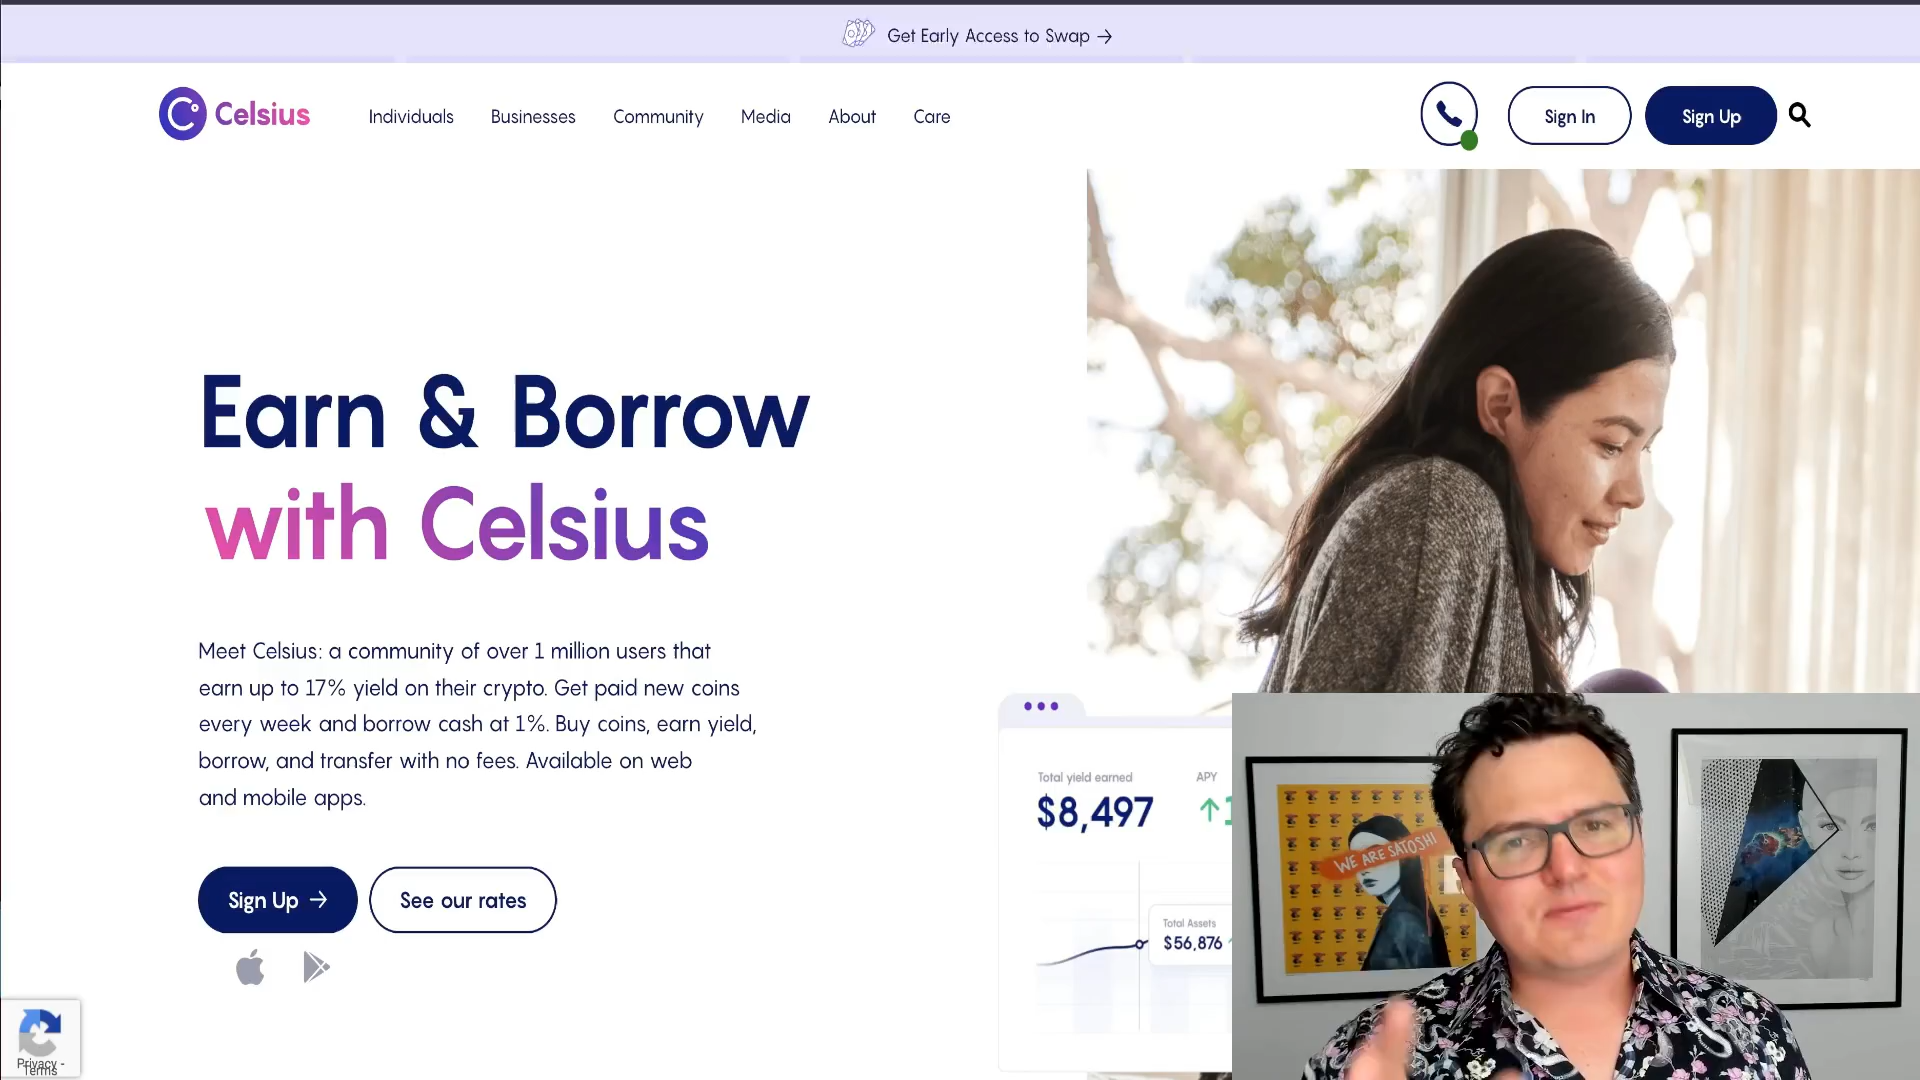 Get Early Access to Swap →
Celsius
Individuals
Businesses
Community
Media
About
Care
Sign In
Sign Up
Earn & Borrow
with Celsius
Meet Celsius: a community of over 1 million users that
earn up to 17% yield on their crypto. Get paid new coins
every week and borrow cash at 1%. Buy coins, earn yield,
borrow, and transfer with no fees. Available on web
and mobile apps.
Sign Up →
See our rates
Total yield earned
APY
$8,497
Total Assets
$56,876
WE ARE SATOSHI
Privacy -
Terms